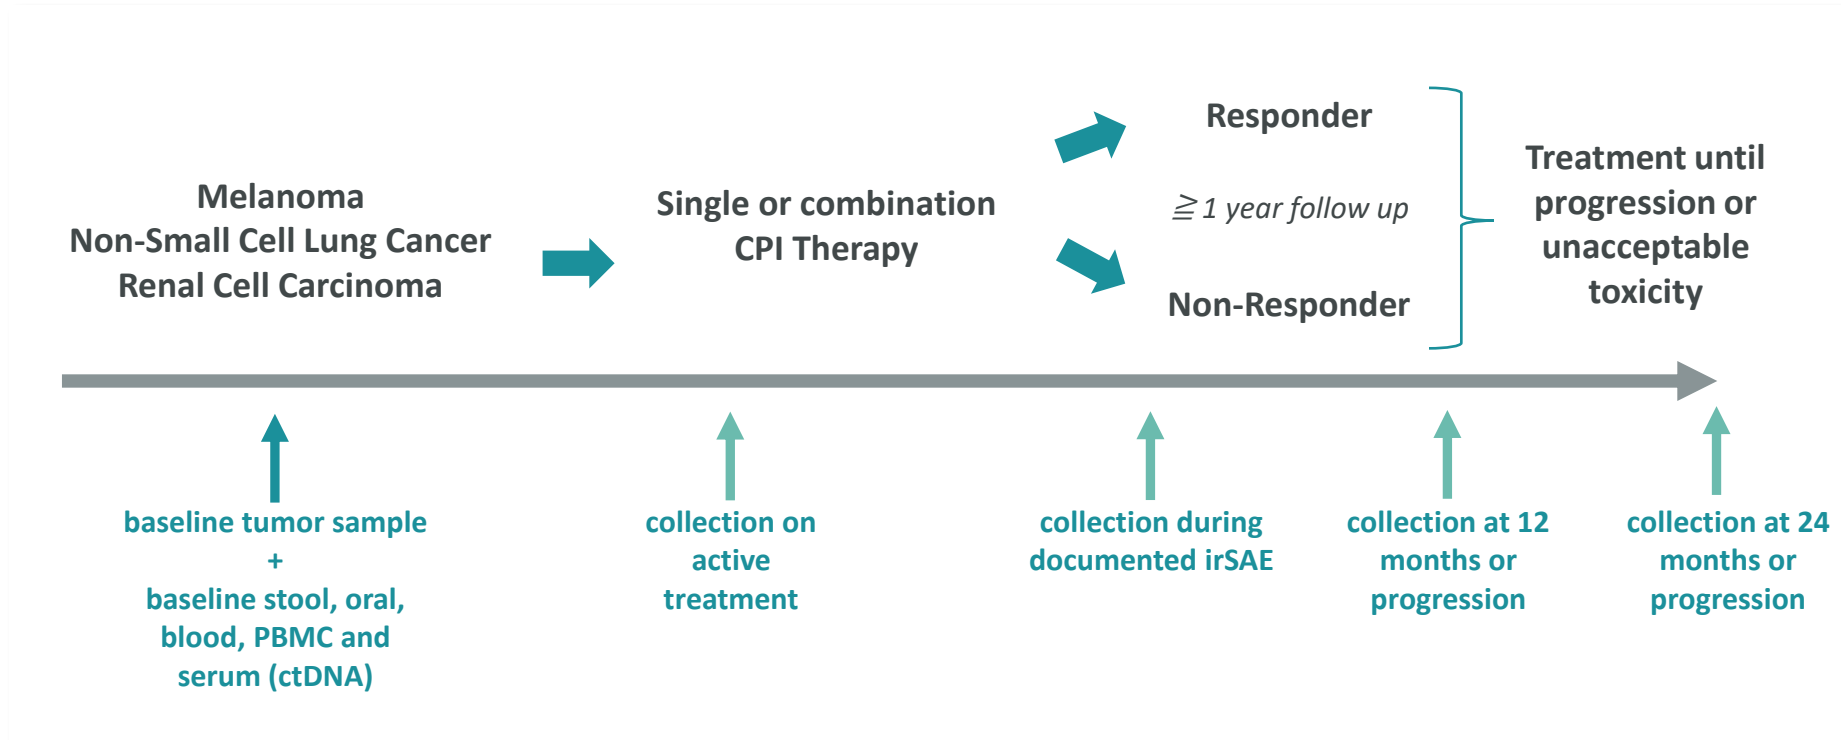 Melanoma
Non-Small Cell Lung Cancer
Renal Cell Carcinoma
Single or combination
CPI Therapy
Responder
≧ 1 year follow up
Non-Responder
Treatment until
progression or
unacceptable
toxicity
baseline tumor sample
+
baseline stool, oral,
blood, PBMC and
serum (ctDNA)
collection on
active
treatment
collection during
documented irSAE
collection at 12
months or
progression
collection at 24
months or
progression